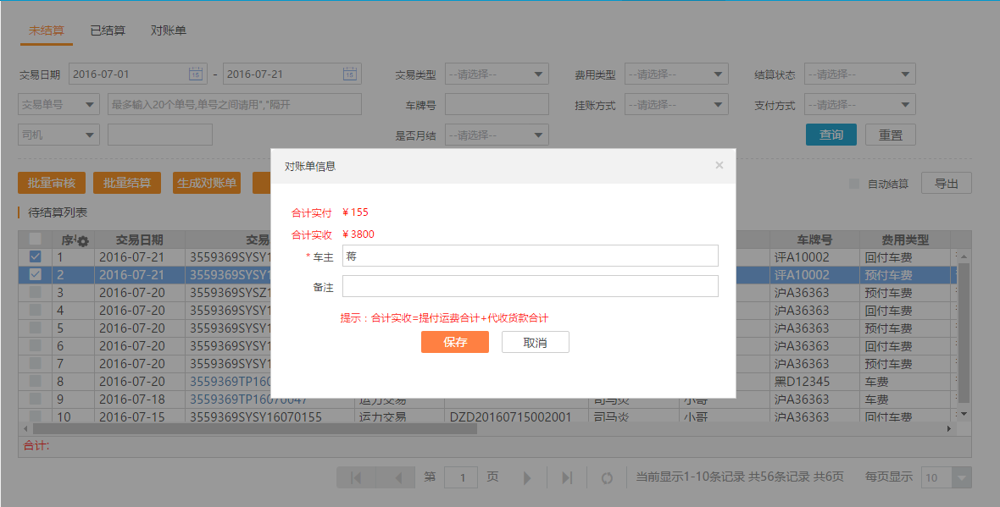 未结算 已结算 对账单
交易日期 2016-07-01 15 - 2016-07-21 15 交易类型 --请选择-- 费用类型 --请选择-- 结算状态 --请选择--
交易单号 最多输入20个单号,单号之间请用","隔开 车牌号 挂账方式 --请选择-- 支付方式 --请选择--
司机 是否月结 --请选择-- 查询 重置
批量审核 批量结算 生成对账单 自动结算 导出
待结算列表
对账单信息 ×
合计实付 ¥155
合计实收 ¥3800
* 车主 蒋
备注
提示：合计实收=提付运费合计+代收货款合计
保存 取消
交易日期 交易 车牌号 费用类型
1 2016-07-21 3559369SYSY1 评A10002 回付车费
2 2016-07-21 3559369SYSY1 评A10002 预付车费
3 2016-07-20 3559369SYSZ1 沪A36363 预付车费
4 2016-07-20 3559369SYSY1 沪A36363 回付车费
5 2016-07-20 3559369SYSY1 沪A36363 预付车费
6 2016-07-20 3559369SYSY1 沪A36363 回付车费
7 2016-07-20 3559369SYSY1 沪A36363 预付车费
8 2016-07-20 3559369TP160 黑D12345 车费
9 2016-07-18 3559369TP16070047 运力交易 司马炎 小哥 沪A36363 车费
10 2016-07-15 3559369SYSY16070155 运力交易 DZD20160715002001 司马炎 小哥 沪A36363 回付车费
合计:
第 1 页 当前显示1-10条记录 共56条记录 共6页 每页显示 10